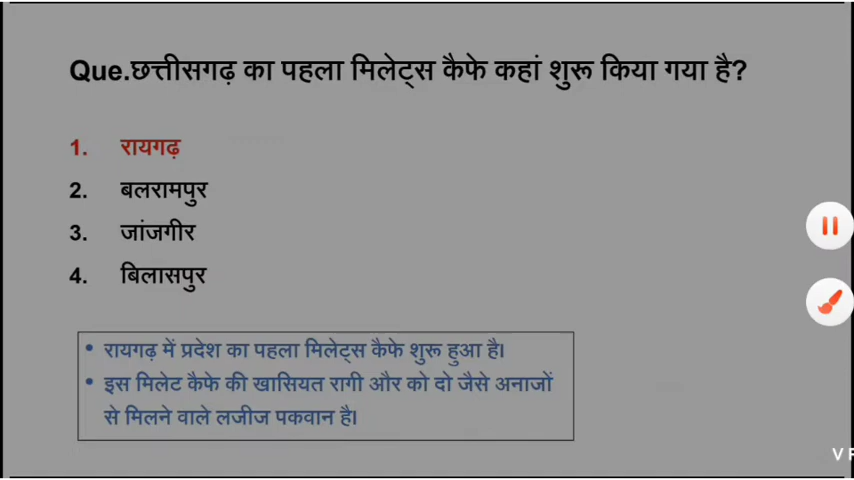 Que.छत्तीसगढ़ का पहला मिलेट्स कैफे कहां शुरू किया गया है?
1. रायगढ़
2. बलरामपुर
3. जांजगीर
4. बिलासपुर
• रायगढ़ में प्रदेश का पहला मिलेट्स कैफे शुरू हुआ है।
• इस मिलेट कैफे की खासियत रागी और को दो जैसे अनाजों
से मिलने वाले लजीज पकवान है।